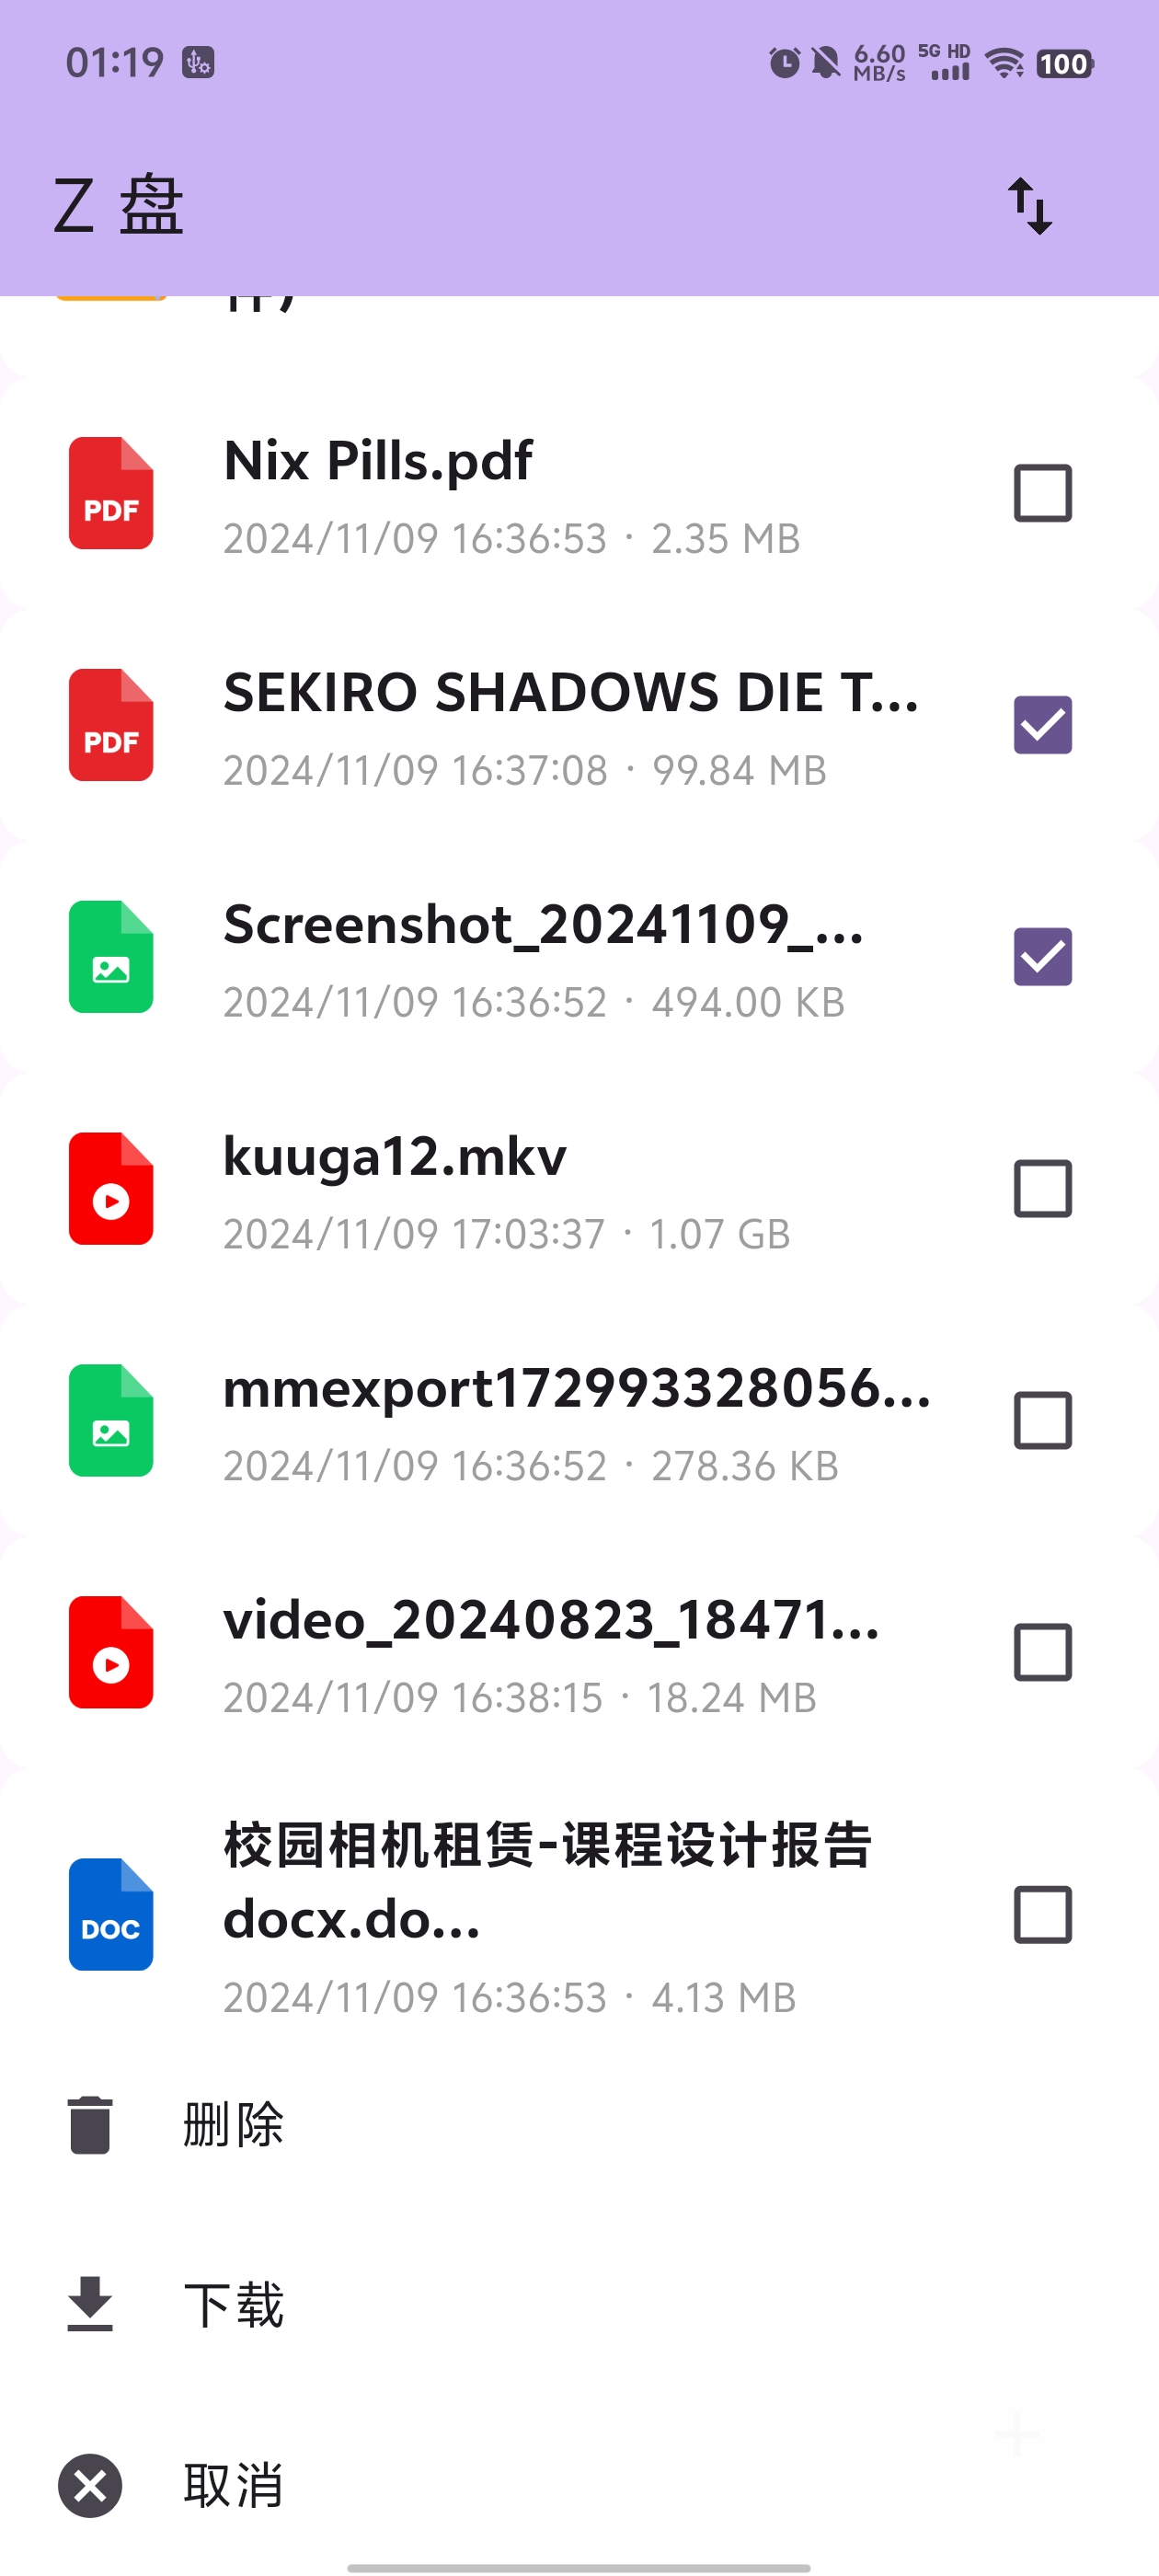 01:19
6.60 MB/s 5G HD 100
Z 盘
Nix Pills.pdf
PDF
2024/11/09 16:36:53 · 2.35 MB
SEKIRO SHADOWS DIE T...
PDF
2024/11/09 16:37:08 · 99.84 MB
Screenshot_20241109_...
2024/11/09 16:36:52 · 494.00 KB
kuuga12.mkv
2024/11/09 17:03:37 · 1.07 GB
mmexport172993328056...
2024/11/09 16:36:52 · 278.36 KB
video_20240823_18471...
2024/11/09 16:38:15 · 18.24 MB
校园相机租赁-课程设计报告
docx.do...
DOC
2024/11/09 16:36:53 · 4.13 MB
删除
下载
取消